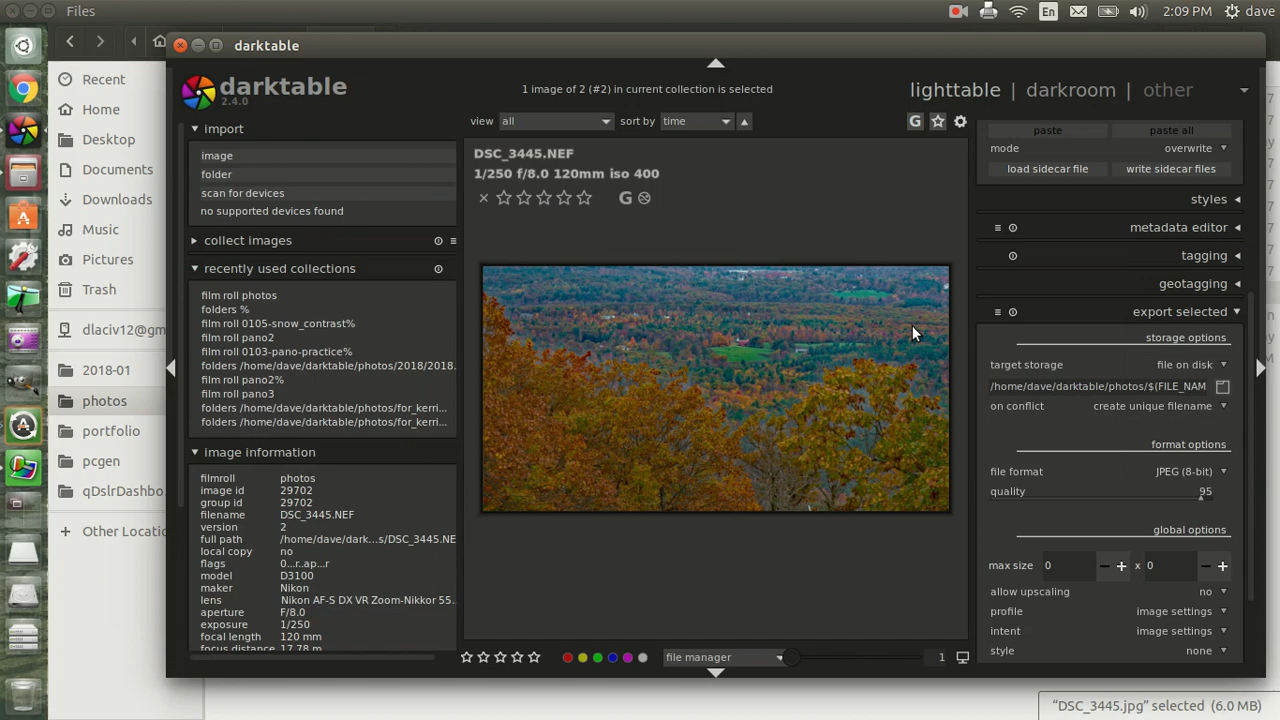 Files
En
2:09 PM
dave
Recent
Home
Desktop
Documents
Downloads
Music
Pictures
Trash
dlaciv12@gm
2018-01
photos
portfolio
pcgen
qDslrDashbo
Other Locatio
darktable
darktable
2.4.0
1 image of 2 (#2) in current collection is selected
lighttable | darkroom | other
import
view all
sort by time
G
image
folder
scan for devices
no supported devices found
collect images
recently used collections
film roll photos
folders %
film roll 0105-snow_contrast%
film roll pano2
film roll 0103-pano-practice%
folders /home/dave/darktable/photos/2018/2018.
film roll pano2%
film roll pano3
folders /home/dave/darktable/photos/for_kerri...
folders /home/dave/darktable/photos/for_kerri...
image information
filmroll photos
image id 29702
group id 29702
filename DSC_3445.NEF
version 2
full path /home/dave/dark...s/DSC_3445.NE
local copy no
flags 0...r..ap...r
model D3100
maker Nikon
lens Nikon AF-S DX VR Zoom-Nikkor 55.
aperture F/8.0
exposure 1/250
focal length 120 mm
focus distance 17.78 m
DSC_3445.NEF
1/250 f/8.0 120mm iso 400
G
file manager
1
paste paste all
mode overwrite
load sidecar file write sidecar files
styles
metadata editor
tagging
geotagging
export selected
storage options
target storage file on disk
/home/dave/darktable/photos/$(FILE_NAM
on conflict create unique filename
format options
file format JPEG (8-bit)
quality 95
global options
max size 0 x 0
allow upscaling no
profile image settings
intent image settings
style none
"DSC_3445.jpg" selected (6.0 MB)